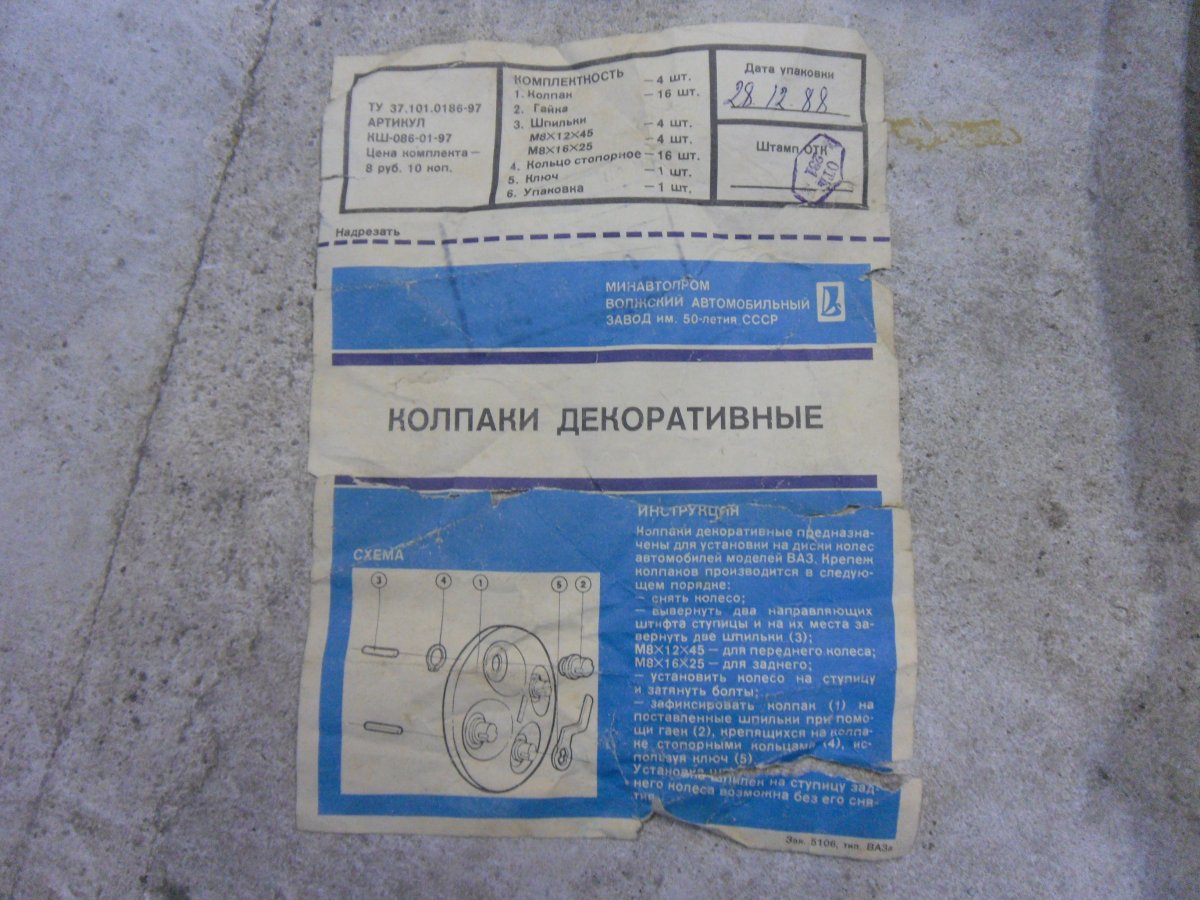 ТУ 37.101.0186-97
АРТИКУЛ
КШ-086-01-97
Цена комплекта —
8 руб. 10 коп.
КОМПЛЕКТНОСТЬ
1. Колпак — 4 шт.
2. Гайка — 16 шт.
3. Шпильки
М8×12×45 — 4 шт.
М8×16×25 — 4 шт.
4. Кольцо стопорное — 16 шт.
5. Ключ — 1 шт.
6. Упаковка — 1 шт.
Дата упаковки
28.12.88
Штамп ОТК
Надрезать
МИНАВТОПРОМ
ВОЛЖСКИЙ АВТОМОБИЛЬНЫЙ
ЗАВОД им. 50-летия СССР
КОЛПАКИ ДЕКОРАТИВНЫЕ
СХЕМА
3 4 1 5 2
ИНСТРУКЦИЯ
Колпаки декоративные предназна-
чены для установки на диски колес
автомобилей моделей ВАЗ. Крепеж
колпаков производится в следую-
щем порядке:
— снять колесо;
— вывернуть два направляющих
штифта ступицы и на их места за-
вернуть две шпильки (3);
М8×12×45 — для переднего колеса;
М8×16×25 — для заднего;
— установить колесо на ступицу
и затянуть болты;
— зафиксировать колпак (1) на
поставленные шпильки при помо-
щи гаек (2), крепящихся на колпа-
ке стопорными кольцами (4), ис-
пользуя ключ (5).
Установка шпилек на ступицу зад-
него колеса возможна без его сня-
тия.
Зак. 5106, тип. ВАЗа